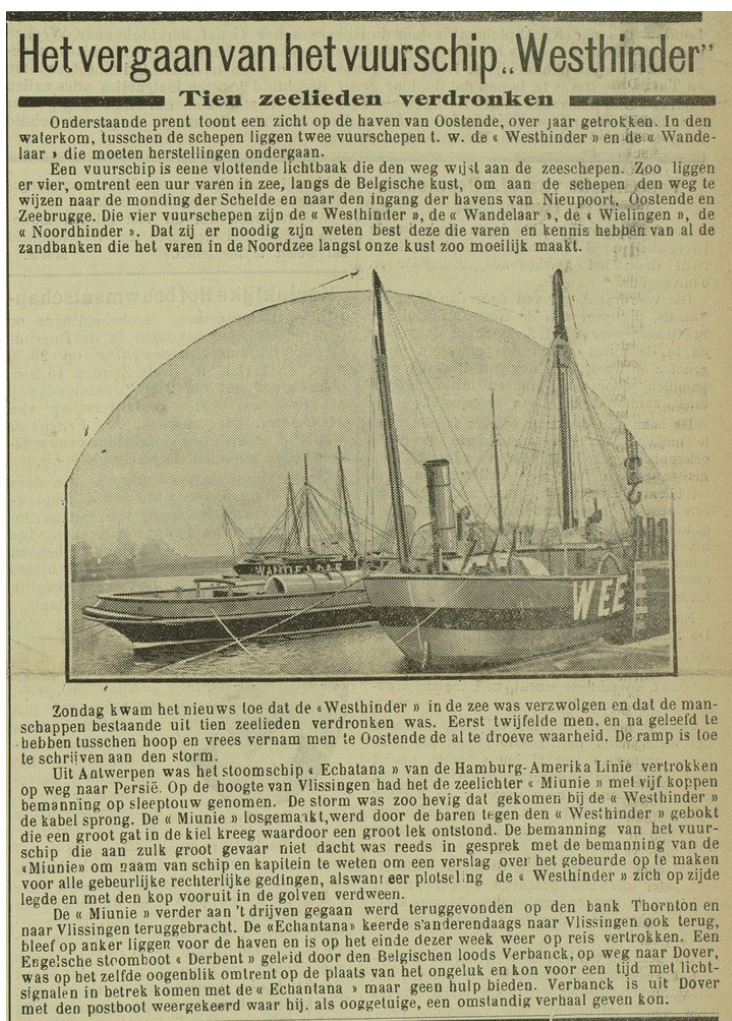 Het vergaan van het vuurschip „Westhinder”
Tien zeelieden verdronken
Onderstaande prent toont een zicht op de haven van Oostende, over jaar getrokken. In den
waterkom, tusschen de schepen liggen twee vuurschepen t. w. de « Westhinder » en de « Wande-
laar » die moeten herstellingen ondergaan.
Een vuurschip is eene vlottende lichtbaak die den weg wijst aan de zeeschepen. Zoo liggen
er vier, omtrent een uur varen in zee, langs de Belgische kust, om aan de schepen den weg te
wijzen naar de monding der Schelde en naar den ingang der havens van Nieupoort, Oostende en
Zeebrugge. Die vier vuurschepen zijn de « Westhinder », de « Wandelaar », de « Wielingen », de
« Noordhinder ». Dat zij er noodig zijn weten best deze die varen en kennis hebben van al de
zandbanken die het varen in de Noordzee langst onze kust zoo moeilijk maakt.
WANDELAAR
WEE
Zondag kwam het nieuws toe dat de «Westhinder » in de zee was verzwolgen en dat de man-
schappen bestaande uit tien zeelieden verdronken was. Eerst twijfelde men, en na geleefd te
hebben tusschen hoop en vrees vernam men te Oostende de al te droeve waarheid. De ramp is toe
te schrijven aan den storm.
Uit Antwerpen was het stoomschip « Echatana » van de Hamburg-Amerika Linie vertrokken
op weg naar Persië. Op de hoogte van Vlissingen had het de zeelichter « Miunie » met vijf koppen
bemanning op sleeptouw genomen. De storm was zoo hevig dat gekomen bij de « Westhinder »
de kabel sprong. De « Miunie » losgemaakt, werd door de baren tegen den « Westhinder » gebokt
die een groot gat in de kiel kreeg waardoor een groot lek ontstond. De bemanning van het vuur-
schip die aan zulk groot gevaar niet dacht was reeds in gesprek met de bemanning van de
«Miunie» om naam van schip en kapitein te weten om een verslag over het gebeurde op te maken
voor alle gebeurlijke rechterlijke gedingen, alswanneer plotseling de « Westhinder » zich op zijde
legde en met den kop vooruit in de golven verdween.
De « Miunie » verder aan 't drijven gegaan werd teruggevonden op den bank Thornton en
naar Vlissingen teruggebracht. De «Echantana» keerde s'anderendaags naar Vlissingen ook terug,
bleef op anker liggen voor de haven en is op het einde dezer week weer op reis vertrokken. Een
Engelsche stoomboot « Derbent » geleid door den Belgischen loods Verbanck, op weg naar Dover,
was op het zelfde oogenblik omtrent op de plaats van het ongeluk en kon voor een tijd met licht-
signalen in betrek komen met de « Echantana » maar geen hulp bieden. Verbanck is uit Dover
met den postboot weergekeerd waar hij. als ooggetuige, een omstandig verhaal geven kon.